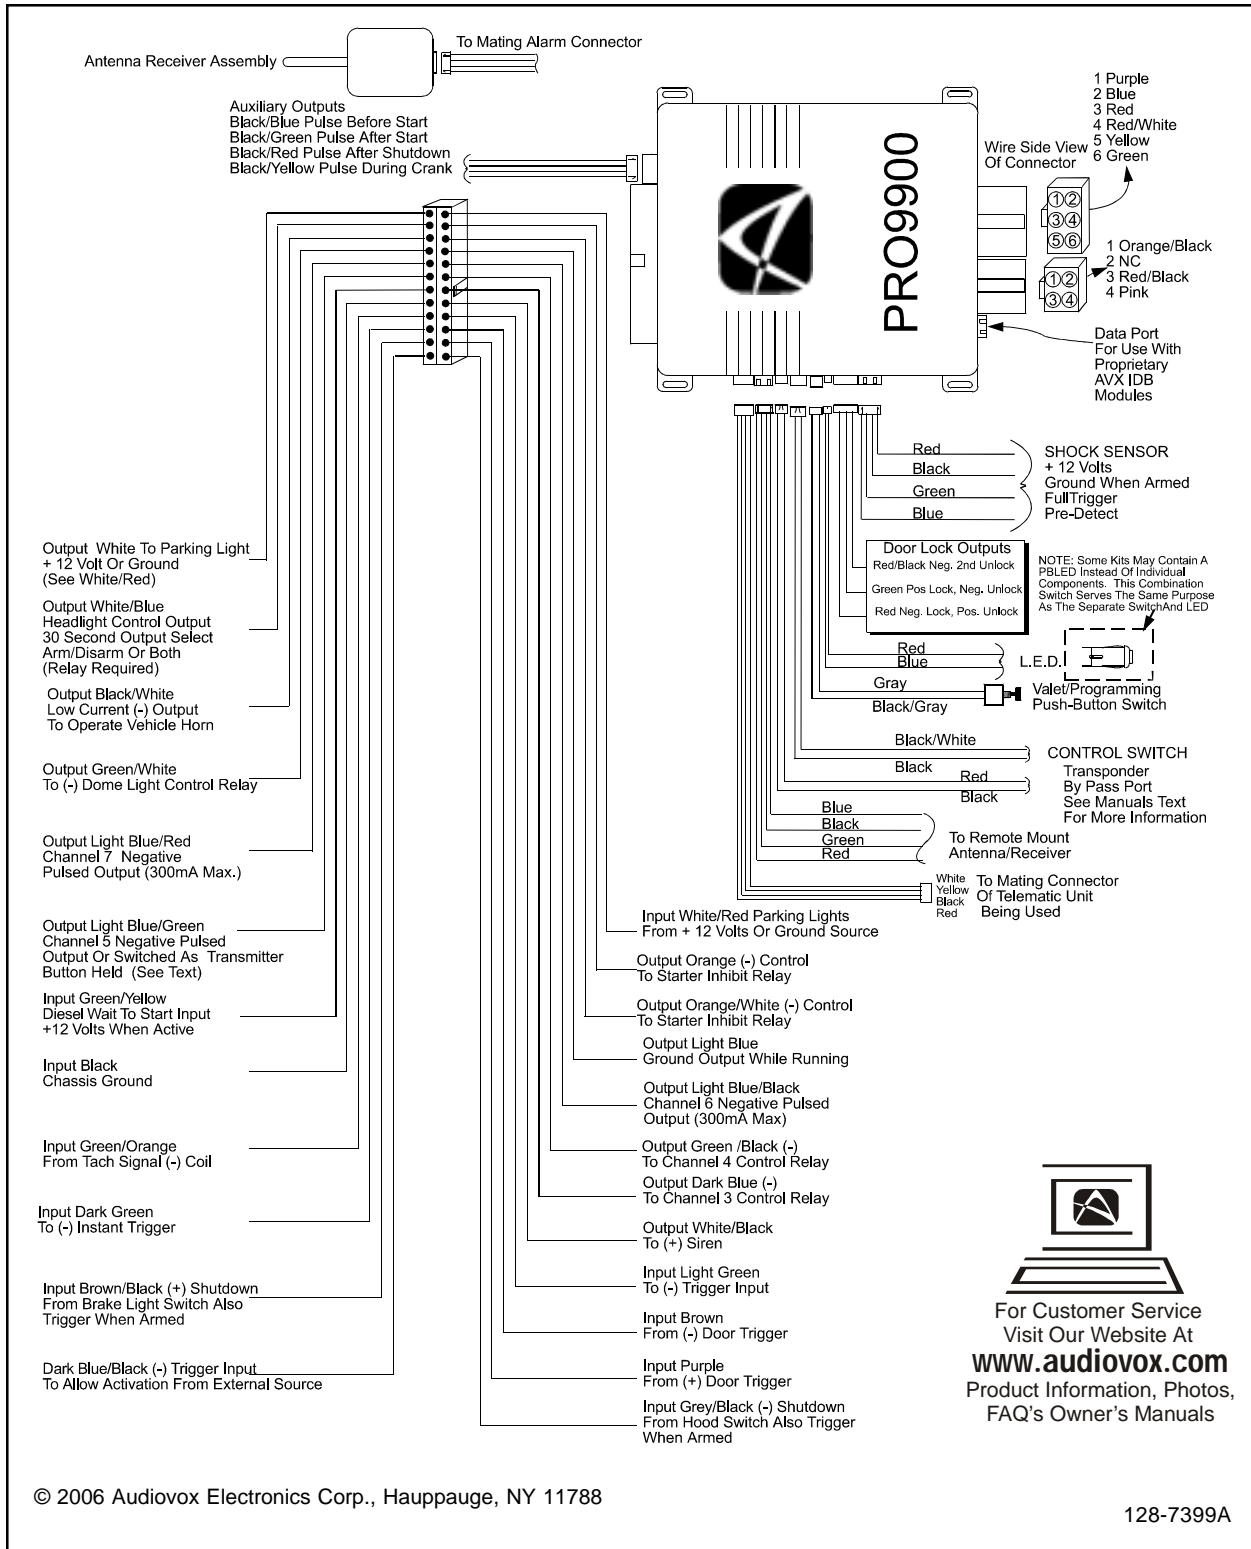 Antenna Receiver Assembly
To Mating Alarm Connector
Auxiliary Outputs
Black/Blue Pulse Before Start
Black/Green Pulse After Start
Black/Red Pulse After Shutdown
Black/Yellow Pulse During Crank
PRO9900
1 Purple
2 Blue
3 Red
4 Red/White
5 Yellow
6 Green
Wire Side View
Of Connector
1 2
3 4
5 6
1 Orange/Black
2 NC
3 Red/Black
4 Pink
1 2
3 4
Data Port
For Use With
Proprietary
AVX IDB
Modules
Red
Black
Green
Blue
SHOCK SENSOR
+ 12 Volts
Ground When Armed
FullTrigger
Pre-Detect
Door Lock Outputs
Red/Black Neg. 2nd Unlock
Green Pos Lock, Neg. Unlock
Red Neg. Lock, Pos. Unlock
NOTE: Some Kits May Contain A
PBLED Instead Of Individual
Components. This Combination
Switch Serves The Same Purpose
As The Separate SwitchAnd LED
Red
Blue
L.E.D.
Gray
Black/Gray
Valet/Programming
Push-Button Switch
Black/White
Black
CONTROL SWITCH
Red
Black
Transponder
By Pass Port
See Manuals Text
For More Information
Blue
Black
Green
Red
To Remote Mount
Antenna/Receiver
White
Yellow
Black
Red
To Mating Connector
Of Telematic Unit
Being Used
Output White To Parking Light
+ 12 Volt Or Ground
(See White/Red)
Output White/Blue
Headlight Control Output
30 Second Output Select
Arm/Disarm Or Both
(Relay Required)
Output Black/White
Low Current (-) Output
To Operate Vehicle Horn
Output Green/White
To (-) Dome Light Control Relay
Output Light Blue/Red
Channel 7 Negative
Pulsed Output (300mA Max.)
Output Light Blue/Green
Channel 5 Negative Pulsed
Output Or Switched As Transmitter
Button Held (See Text)
Input Green/Yellow
Diesel Wait To Start Input
+12 Volts When Active
Input Black
Chassis Ground
Input Green/Orange
From Tach Signal (-) Coil
Input Dark Green
To (-) Instant Trigger
Input Brown/Black (+) Shutdown
From Brake Light Switch Also
Trigger When Armed
Dark Blue/Black (-) Trigger Input
To Allow Activation From External Source
Input White/Red Parking Lights
From + 12 Volts Or Ground Source
Output Orange (-) Control
To Starter Inhibit Relay
Output Orange/White (-) Control
To Starter Inhibit Relay
Output Light Blue
Ground Output While Running
Output Light Blue/Black
Channel 6 Negative Pulsed
Output (300mA Max)
Output Green /Black (-)
To Channel 4 Control Relay
Output Dark Blue (-)
To Channel 3 Control Relay
Output White/Black
To (+) Siren
Input Light Green
To (-) Trigger Input
Input Brown
From (-) Door Trigger
Input Purple
From (+) Door Trigger
Input Grey/Black (-) Shutdown
From Hood Switch Also Trigger
When Armed
For Customer Service
Visit Our Website At
www.audiovox.com
Product Information, Photos,
FAQ's Owner's Manuals
© 2006 Audiovox Electronics Corp., Hauppauge, NY 11788
128-7399A